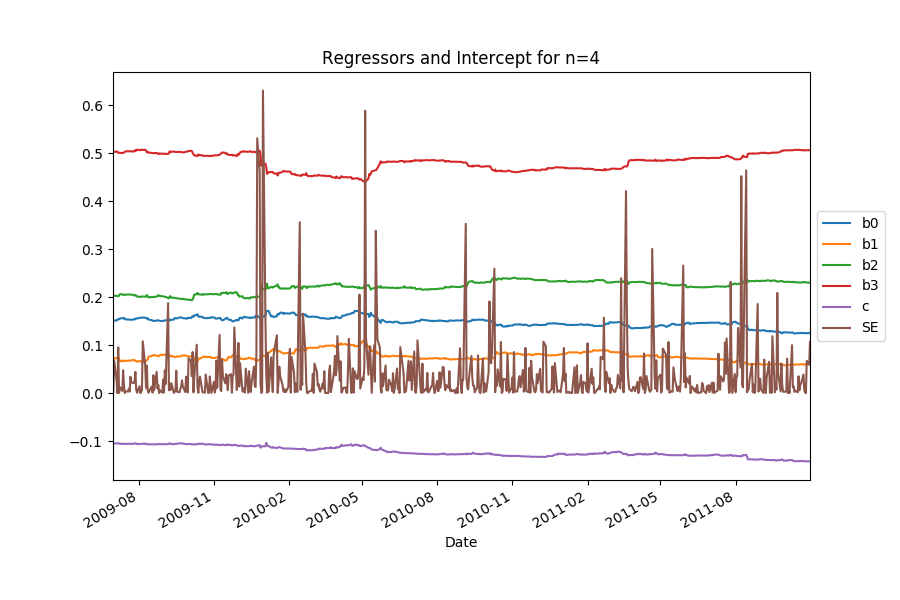 Regressors and Intercept for n=4
0.6
0.5
0.4
0.3
0.2
0.1
0.0
−0.1
2009-08
2009-11
2010-02
2010-05
2010-08
2010-11
2011-02
2011-05
2011-08
Date
b0
b1
b2
b3
c
SE